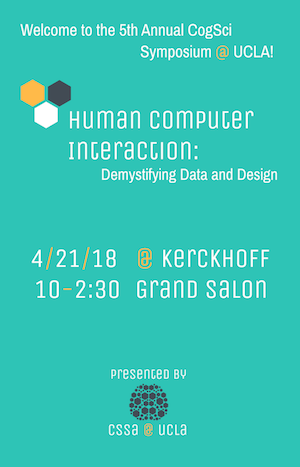 Welcome to the 5th Annual CogSci
Symposium @ UCLA!
Human Computer
Interaction:
Demystifying Data and Design
4/21/18 @ Kerckhoff
10-2:30 Grand Salon
Presented by
CSSA @ UCLA